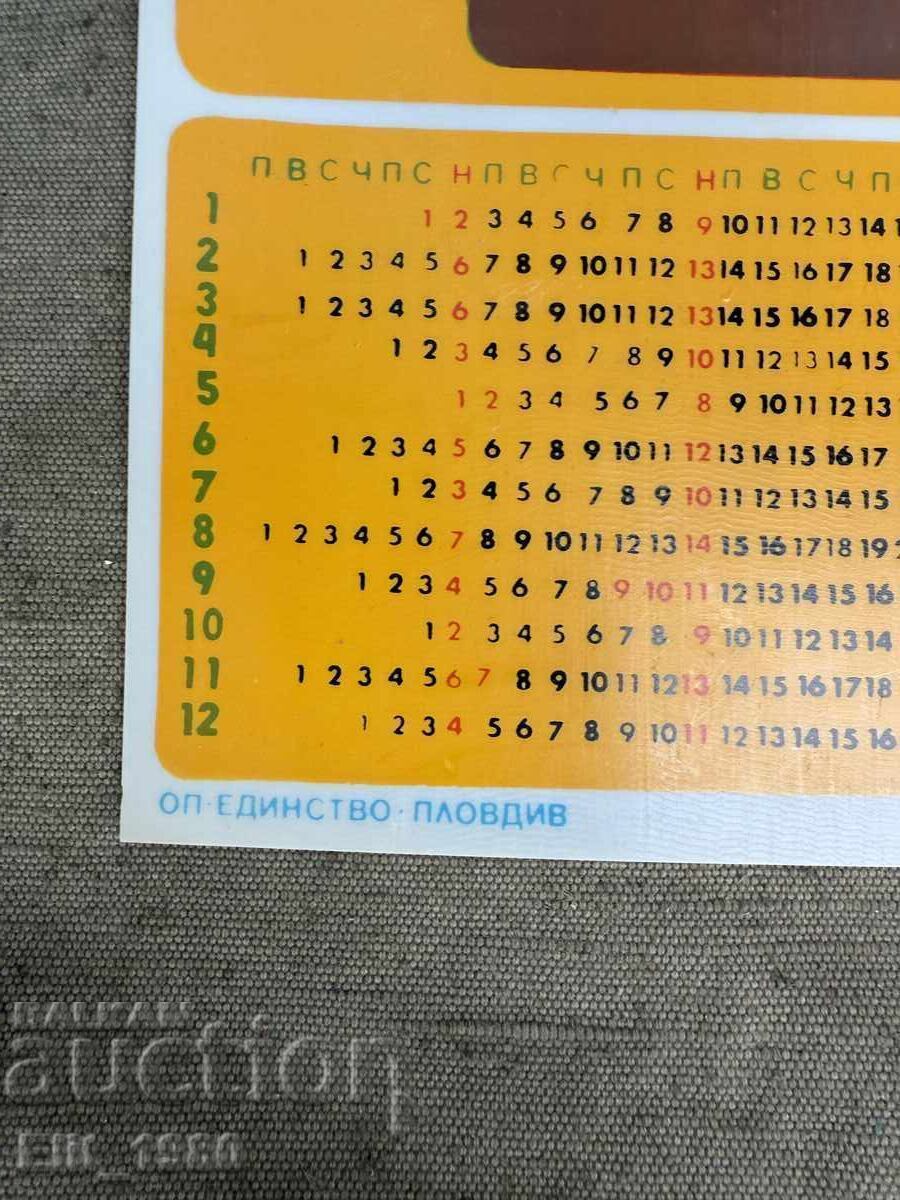 П В С Ч П С Н П В С Ч П С Н П В С Ч П
1 1 2 3 4 5 6 7 8 9 10 11 12 13 14
2 1 2 3 4 5 6 7 8 9 10 11 12 13 14 15 16 17 18
3 1 2 3 4 5 6 7 8 9 10 11 12 13 14 15 16 17 18
4 1 2 3 4 5 6 7 8 9 10 11 12 13 14 15
5 1 2 3 4 5 6 7 8 9 10 11 12 13
6 1 2 3 4 5 6 7 8 9 10 11 12 13 14 15 16 17
7 1 2 3 4 5 6 7 8 9 10 11 12 13 14 15
8 1 2 3 4 5 6 7 8 9 10 11 12 13 14 15 16 17 18 19
9 1 2 3 4 5 6 7 8 9 10 11 12 13 14 15 16
10 1 2 3 4 5 6 7 8 9 10 11 12 13 14
11 1 2 3 4 5 6 7 8 9 10 11 12 13 14 15 16 17 18
12 1 2 3 4 5 6 7 8 9 10 11 12 13 14 15 16
ОП·ЕДИНСТВО·ПЛОВДИВ
auction